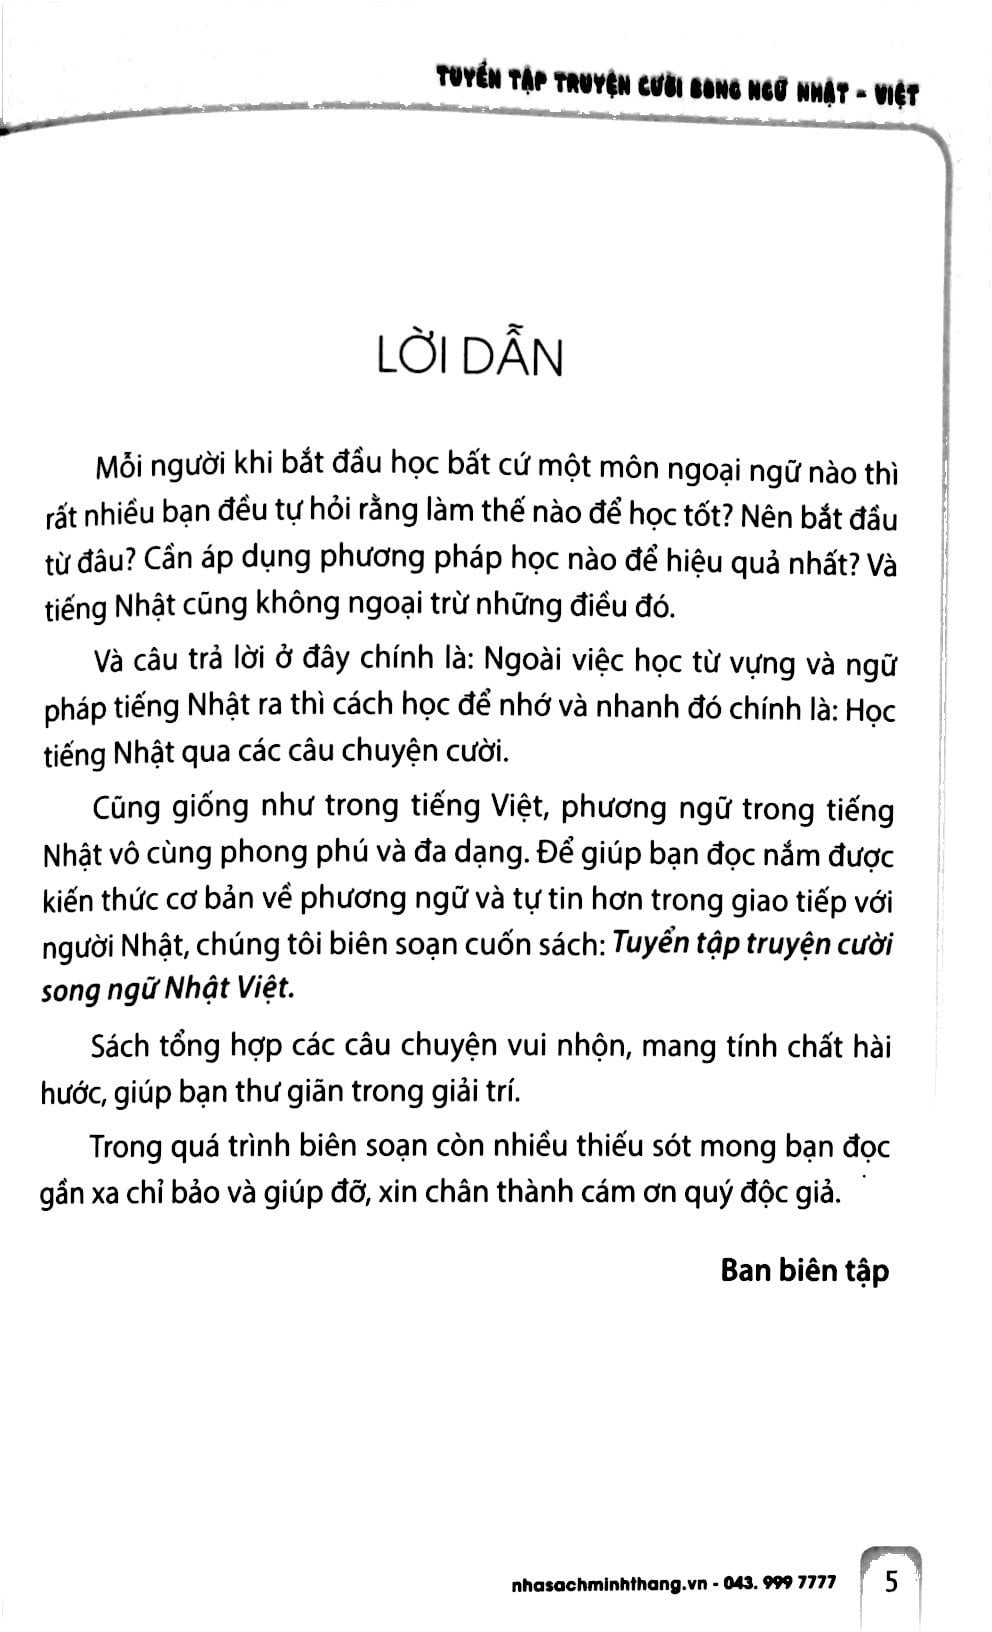 TUYỂN TẬP TRUYỆN CƯỜI SONG NGỮ NHẬT - VIỆT
LỜI DẪN
Mỗi người khi bắt đầu học bất cứ một môn ngoại ngữ nào thì
rất nhiều bạn đều tự hỏi rằng làm thế nào để học tốt? Nên bắt đầu
từ đâu? Cần áp dụng phương pháp học nào để hiệu quả nhất? Và
tiếng Nhật cũng không ngoại trừ những điều đó.
Và câu trả lời ở đây chính là: Ngoài việc học từ vựng và ngữ
pháp tiếng Nhật ra thì cách học để nhớ và nhanh đó chính là: Học
tiếng Nhật qua các câu chuyện cười.
Cũng giống như trong tiếng Việt, phương ngữ trong tiếng
Nhật vô cùng phong phú và đa dạng. Để giúp bạn đọc nắm được
kiến thức cơ bản về phương ngữ và tự tin hơn trong giao tiếp với
người Nhật, chúng tôi biên soạn cuốn sách: Tuyển tập truyện cười
song ngữ Nhật Việt.
Sách tổng hợp các câu chuyện vui nhộn, mang tính chất hài
hước, giúp bạn thư giãn trong giải trí.
Trong quá trình biên soạn còn nhiều thiếu sót mong bạn đọc
gần xa chỉ bảo và giúp đỡ, xin chân thành cám ơn quý độc giả.
Ban biên tập
nhasachminhthang.vn - 043. 999 7777
5